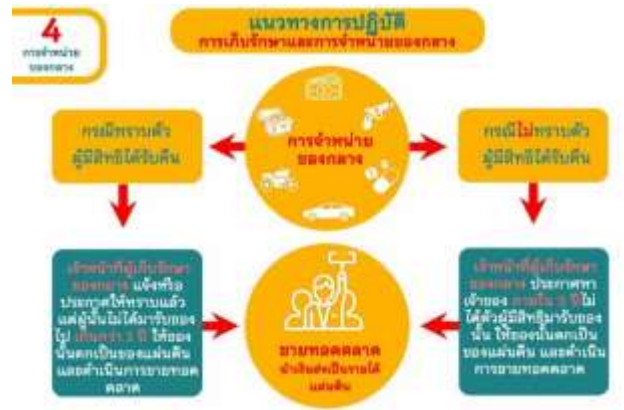 4
การจำหน่าย
ของกลาง
แนวทางการปฏิบัติ
การเก็บรักษาและการจำหน่ายของกลาง
กรณีทราบตัว
ผู้มีสิทธิได้รับคืน
การจำหน่าย
ของกลาง
กรณีไม่ทราบตัว
ผู้มีสิทธิได้รับคืน
เจ้าหน้าที่ผู้เก็บรักษา
ของกลาง แจ้งหรือ
ประกาศให้ทราบแล้ว
แต่ผู้นั้นไม่ได้มารับของ
ไป เกินกว่า 1 ปี ให้ของ
นั้นตกเป็นของแผ่นดิน
และดำเนินการขายทอด
ตลาด
ขายทอดตลาด
นำเงินส่งเป็นรายได้
แผ่นดิน
เจ้าหน้าที่ผู้เก็บรักษา
ของกลาง ประกาศหา
เจ้าของ ภายใน 5 ปี ไม่
ได้ตัวผู้มีสิทธิมารับของ
นั้น ให้ของนั้นตกเป็น
ของแผ่นดิน และดำเนิน
การขายทอดตลาด